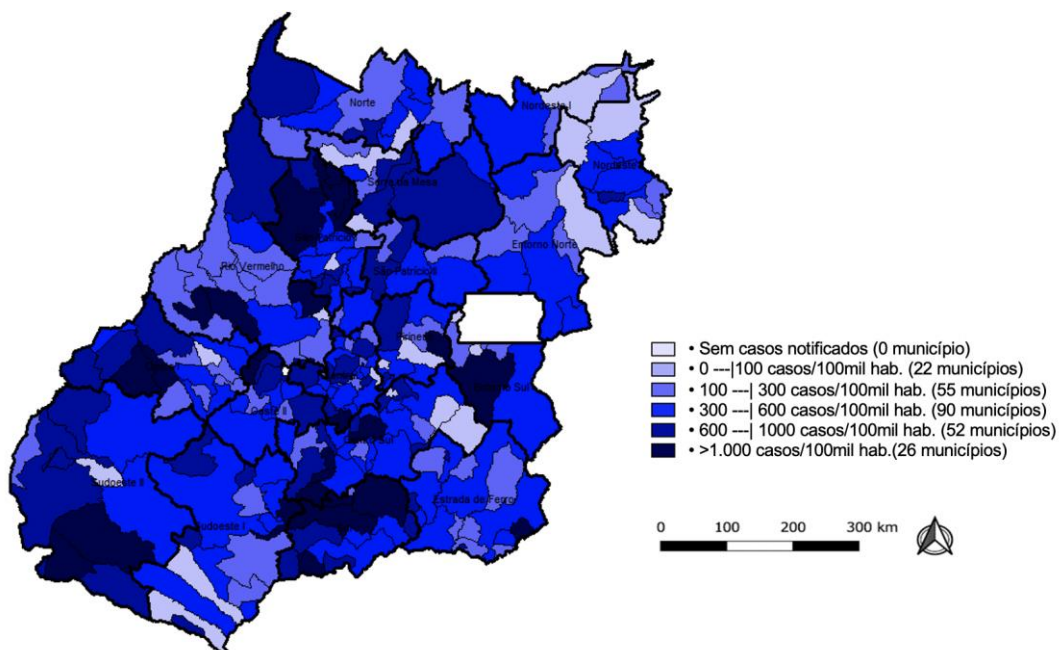 Norte
Nordeste I
Serra da Mesa
Entorno Norte
Rio Vermelho
São Patrício II
Oeste II
Sudoeste II
Sudoeste I
Estrada de Ferro
• Sem casos notificados (0 município)
• 0 ---|100 casos/100mil hab. (22 municípios)
• 100 ---| 300 casos/100mil hab. (55 municípios)
• 300 ---| 600 casos/100mil hab. (90 municípios)
• 600 ---| 1000 casos/100mil hab. (52 municípios)
• >1.000 casos/100mil hab.(26 municípios)
0 100 200 300 km